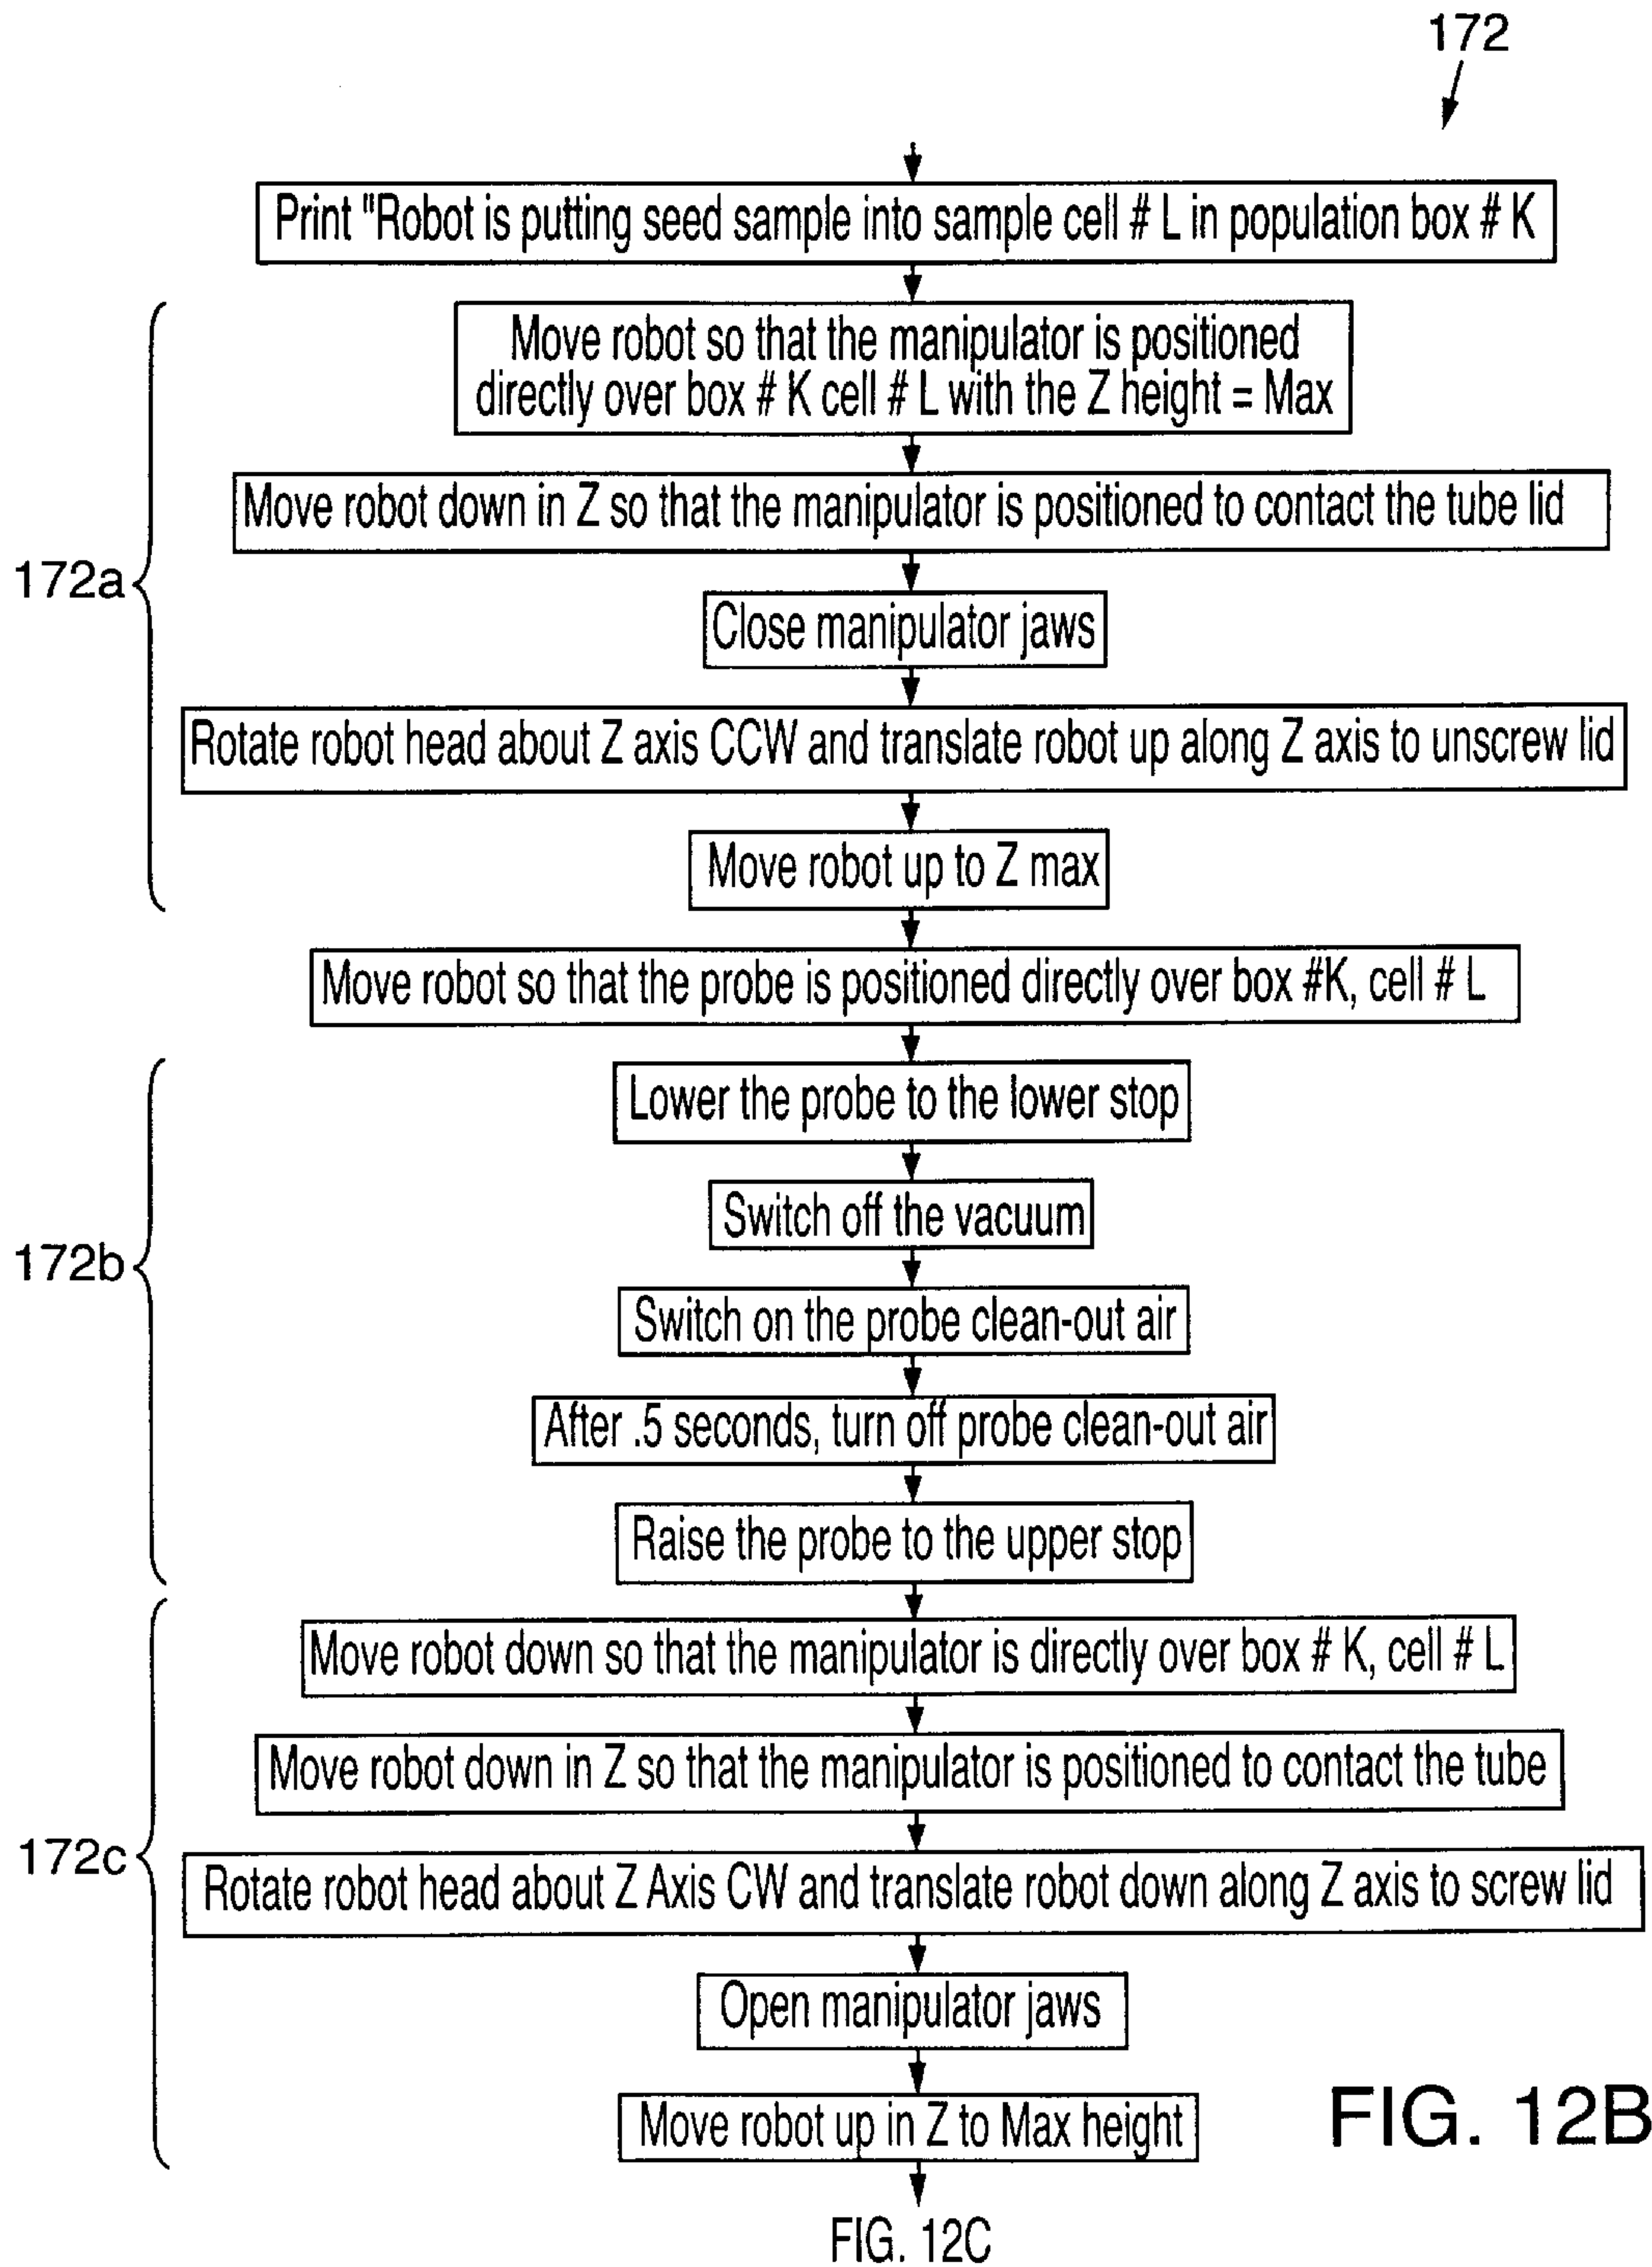 172
Print "Robot is putting seed sample into sample cell # L in population box # K
Move robot so that the manipulator is positioned
directly over box # K cell # L with the Z height = Max
Move robot down in Z so that the manipulator is positioned to contact the tube lid
172a
Close manipulator jaws
Rotate robot head about Z axis CCW and translate robot up along Z axis to unscrew lid
Move robot up to Z max
Move robot so that the probe is positioned directly over box #K, cell # L
Lower the probe to the lower stop
Switch off the vacuum
172b
Switch on the probe clean-out air
After .5 seconds, turn off probe clean-out air
Raise the probe to the upper stop
Move robot down so that the manipulator is directly over box # K, cell # L
Move robot down in Z so that the manipulator is positioned to contact the tube
172c
Rotate robot head about Z Axis CW and translate robot down along Z axis to screw lid
Open manipulator jaws
Move robot up in Z to Max height
FIG. 12B
FIG. 12C